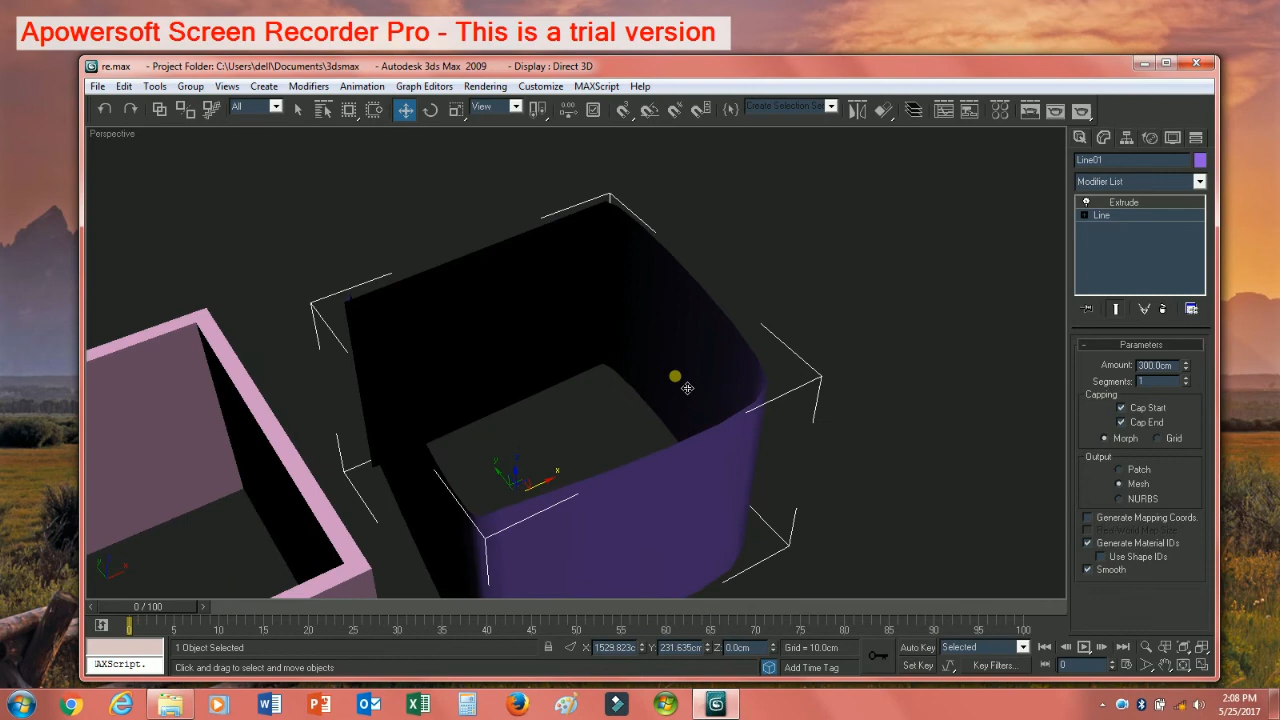 Apowersoft Screen Recorder Pro - This is a trial version
re.max - Project Folder: C:\Users\dell\Documents\3dsmax - Autodesk 3ds Max 2009 - Display : Direct 3D
File Edit Tools Group Views Create Modifiers Animation Graph Editors Rendering Customize MAXScript Help
All View Create Selection Set
Perspective
Line01
Modifier List
Extrude
Line
- Parameters
Amount: 300.0cm
Segments: 1
Capping
Cap Start
Cap End
Morph Grid
Output
Patch
Mesh
NURBS
Generate Mapping Coords.
Generate Material IDs
Use Shape IDs
Smooth
z
y
x
y
x
0 / 100
0 5 10 15 20 25 30 35 40 45 50 55 60 65 70 75 80 85 90 95 100
1 Object Selected X: 1529.823c Y: 231.635cm Z: 0.0cm Grid = 10.0cm Auto Key Selected
MAXScript. Click and drag to select and move objects Add Time Tag Set Key Key Filters... 0
2:08 PM
5/25/2017